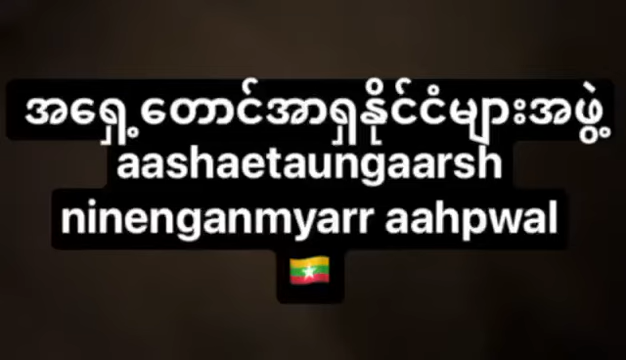 အရှေ့တောင်အာရှနိုင်ငံများအဖွဲ့
aashaetaungaarsh
ninenganmyarr aahpwal
🇲🇲